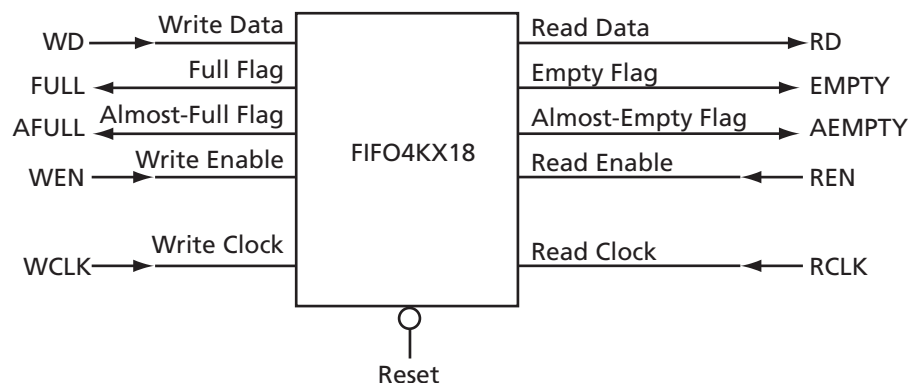 WD Write Data Read Data RD
FULL Full Flag Empty Flag EMPTY
AFULL Almost-Full Flag Almost-Empty Flag AEMPTY
FIFO4KX18
WEN Write Enable Read Enable REN
WCLK Write Clock Read Clock RCLK
Reset